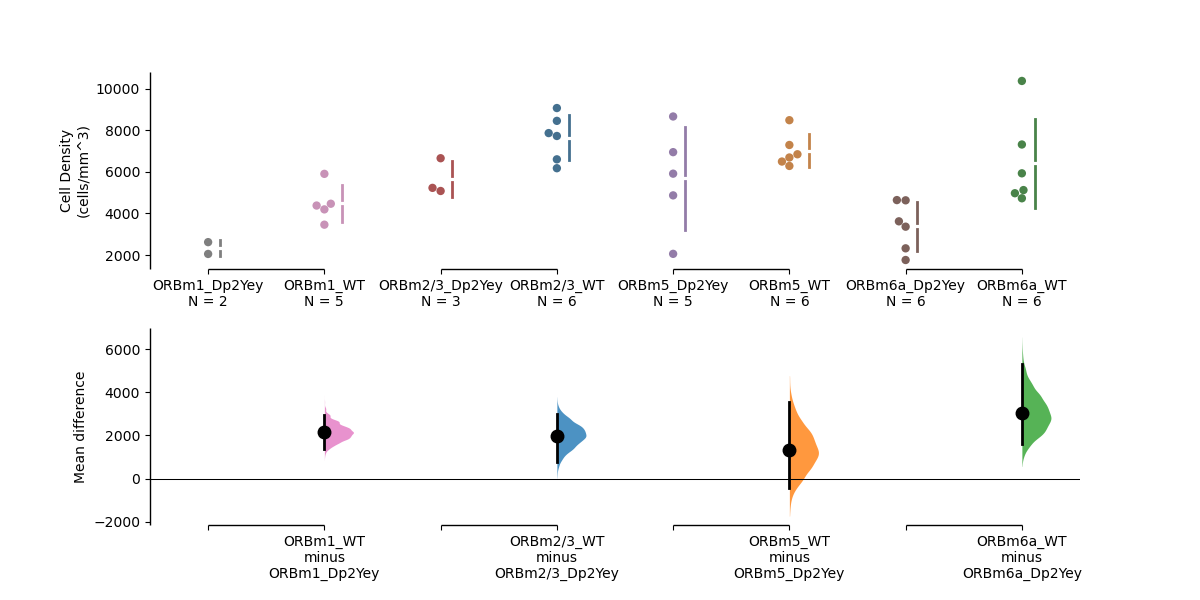 10000
8000
6000
4000
2000
Cell Density
(cells/mm^3)
ORBm1_Dp2Yey
N = 2
ORBm1_WT
N = 5
ORBm2/3_Dp2Yey
N = 3
ORBm2/3_WT
N = 6
ORBm5_Dp2Yey
N = 5
ORBm5_WT
N = 6
ORBm6a_Dp2Yey
N = 6
ORBm6a_WT
N = 6
6000
4000
2000
0
−2000
Mean difference
ORBm1_WT
minus
ORBm1_Dp2Yey
ORBm2/3_WT
minus
ORBm2/3_Dp2Yey
ORBm5_WT
minus
ORBm5_Dp2Yey
ORBm6a_WT
minus
ORBm6a_Dp2Yey